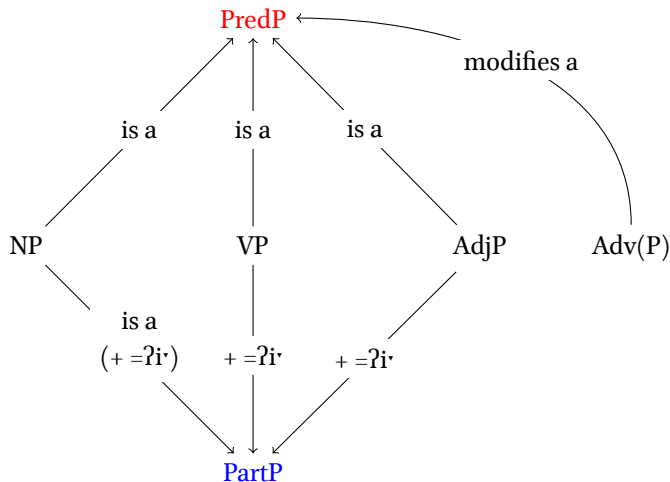 PredP
modifies a
is a is a is a
NP VP AdjP Adv(P)
is a
(+ =ʔiˑ) + =ʔiˑ + =ʔiˑ
PartP